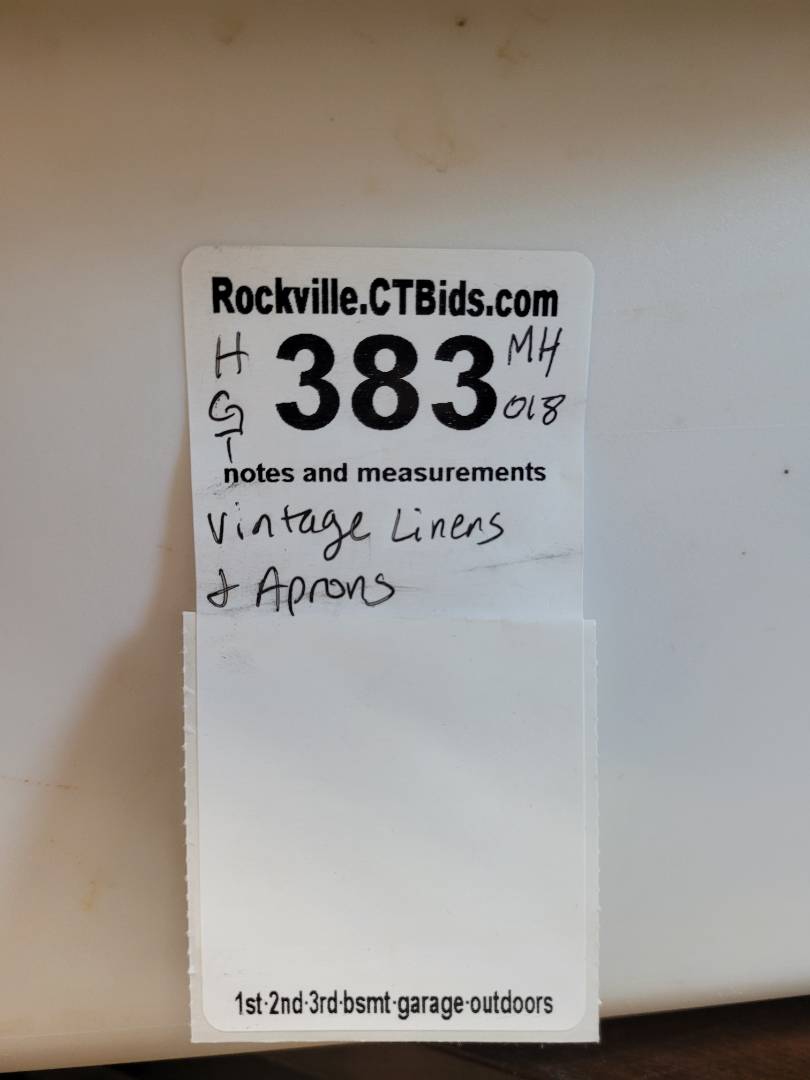 Rockville.CTBids.com
H 383 MH
G 018
T
notes and measurements
Vintage Linens
& Aprons
1st·2nd·3rd·bsmt·garage·outdoors